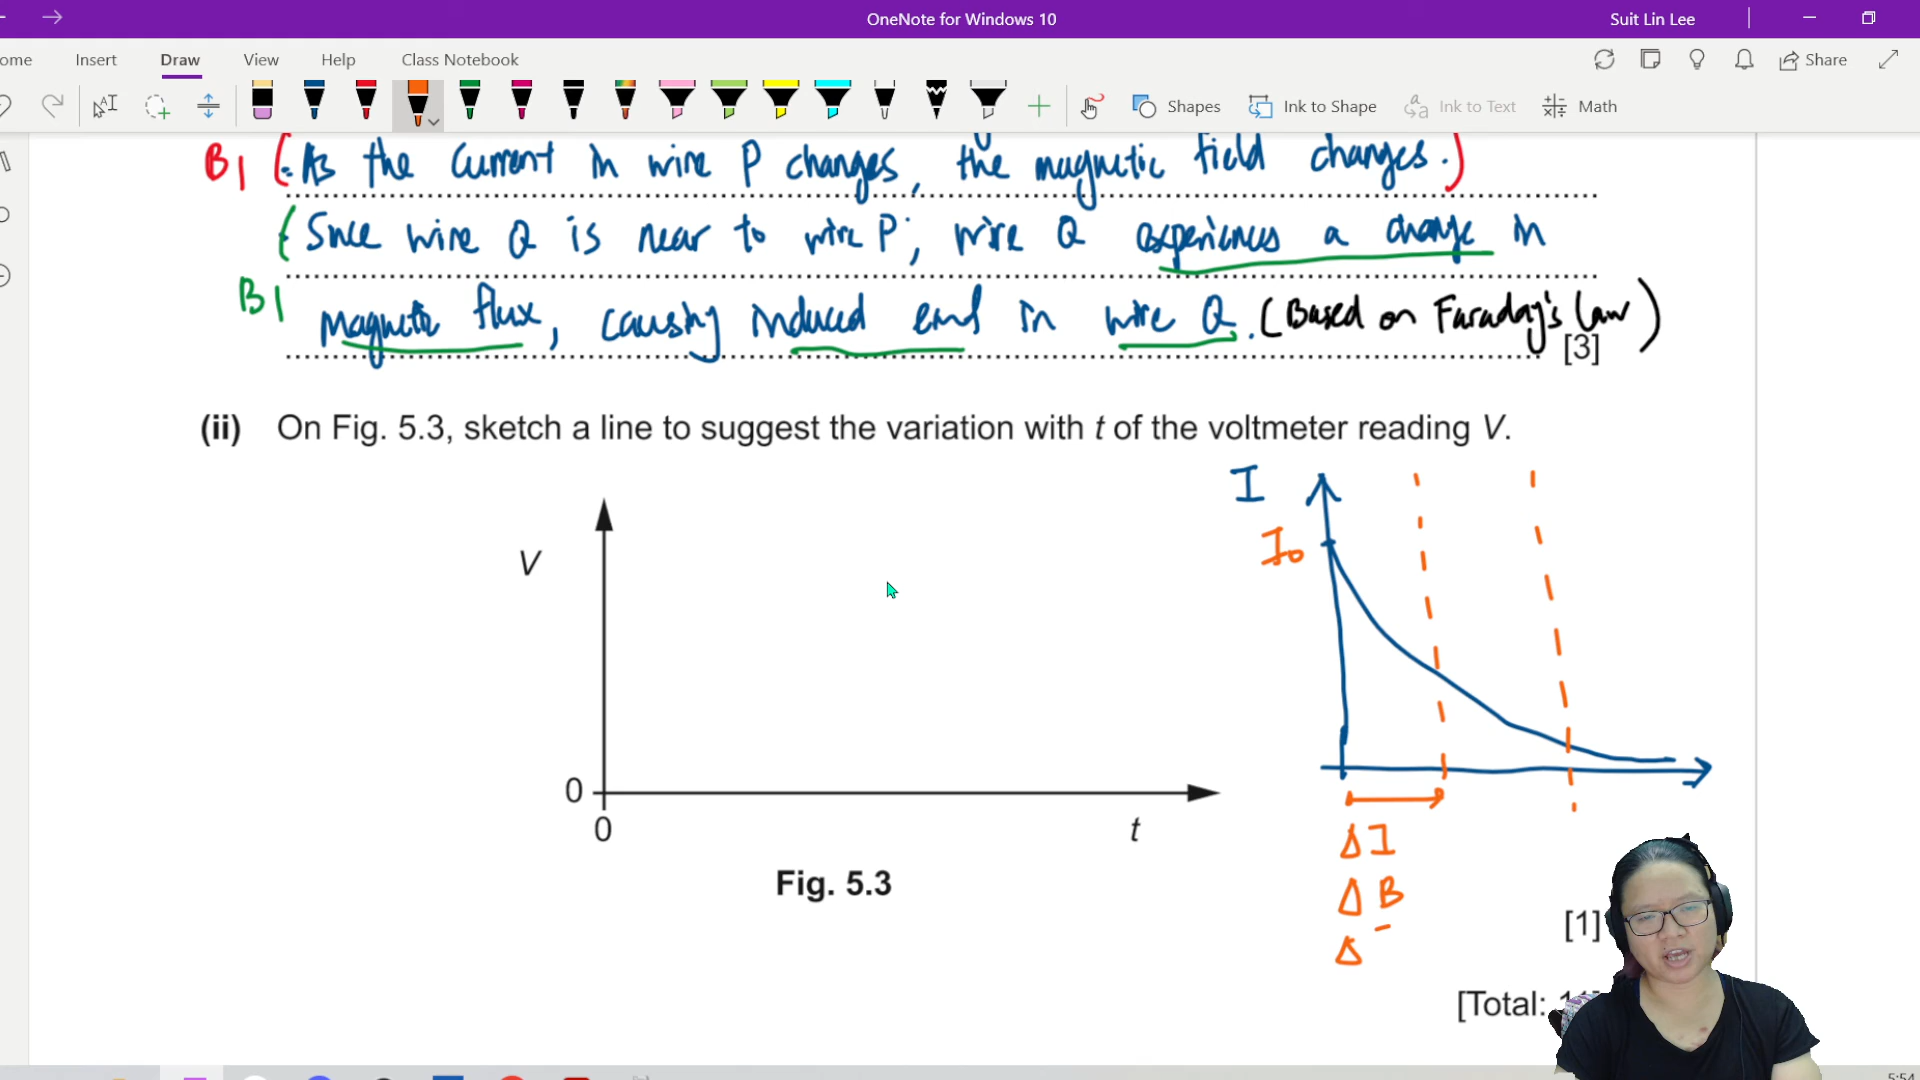 OneNote for Windows 10
Suit Lin Lee
ome Insert Draw View Help Class Notebook
Share
Shapes Ink to Shape Ink to Text Math
B1 (. As the current in wire P changes, the magnetic field changes.)
(Since wire Q is near to wire P, wire Q experiences a change in
B1 magnetic flux, causing induced emf in wire Q. (Based on Faraday's law)
[3]
(ii) On Fig. 5.3, sketch a line to suggest the variation with t of the voltmeter reading V.
I
I₀
V
0
0
t
Fig. 5.3
Δ I
Δ B
Δ
[1]
[Total:
5:54